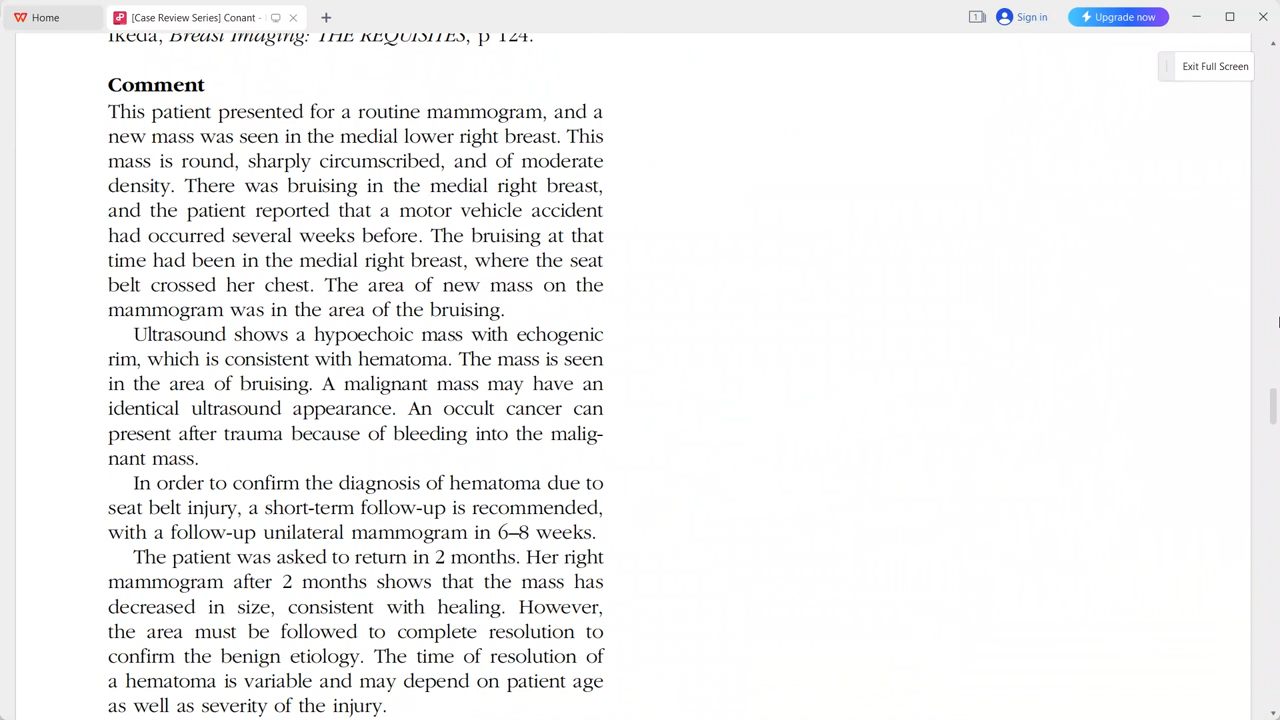 Home
[Case Review Series] Conant -
1
Sign in
Upgrade now
Exit Full Screen
Ikeda, Breast Imaging: THE REQUISITES, p 124.
Comment
This patient presented for a routine mammogram, and a
new mass was seen in the medial lower right breast. This
mass is round, sharply circumscribed, and of moderate
density. There was bruising in the medial right breast,
and the patient reported that a motor vehicle accident
had occurred several weeks before. The bruising at that
time had been in the medial right breast, where the seat
belt crossed her chest. The area of new mass on the
mammogram was in the area of the bruising.
Ultrasound shows a hypoechoic mass with echogenic
rim, which is consistent with hematoma. The mass is seen
in the area of bruising. A malignant mass may have an
identical ultrasound appearance. An occult cancer can
present after trauma because of bleeding into the malig-
nant mass.
In order to confirm the diagnosis of hematoma due to
seat belt injury, a short-term follow-up is recommended,
with a follow-up unilateral mammogram in 6–8 weeks.
The patient was asked to return in 2 months. Her right
mammogram after 2 months shows that the mass has
decreased in size, consistent with healing. However,
the area must be followed to complete resolution to
confirm the benign etiology. The time of resolution of
a hematoma is variable and may depend on patient age
as well as severity of the injury.